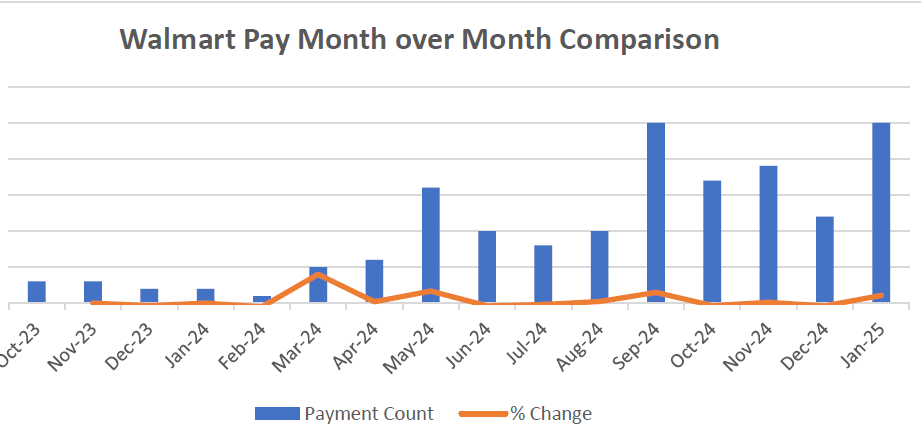 Walmart Pay Month over Month Comparison
Oct-23 Nov-23 Dec-23 Jan-24 Feb-24 Mar-24 Apr-24 May-24 Jun-24 Jul-24 Aug-24 Sep-24 Oct-24 Nov-24 Dec-24 Jan-25
Payment Count % Change